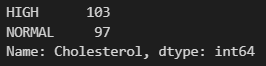 HIGH      103
NORMAL     97
Name: Cholesterol, dtype: int64